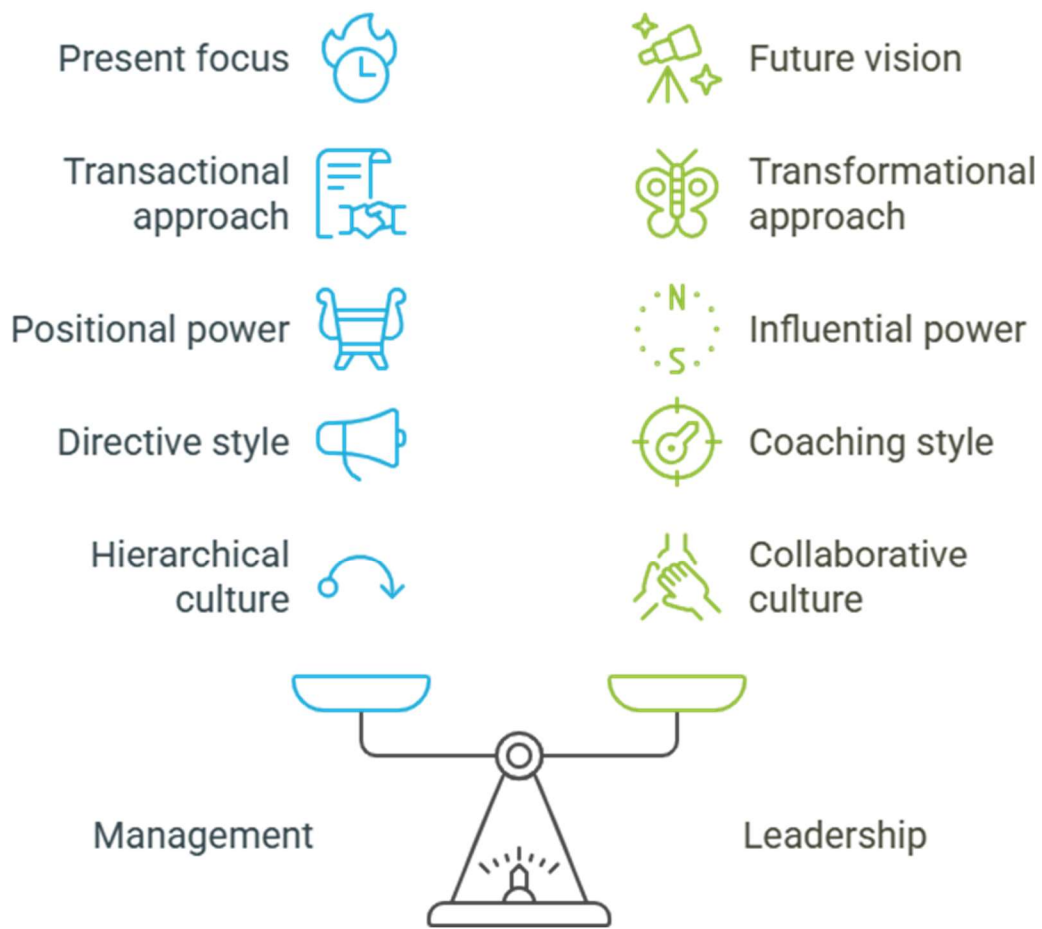 Present focus
Future vision
Transactional
approach
Transformational
approach
Positional power
N
S
Influential power
Directive style
Coaching style
Hierarchical
culture
Collaborative
culture
Management
Leadership